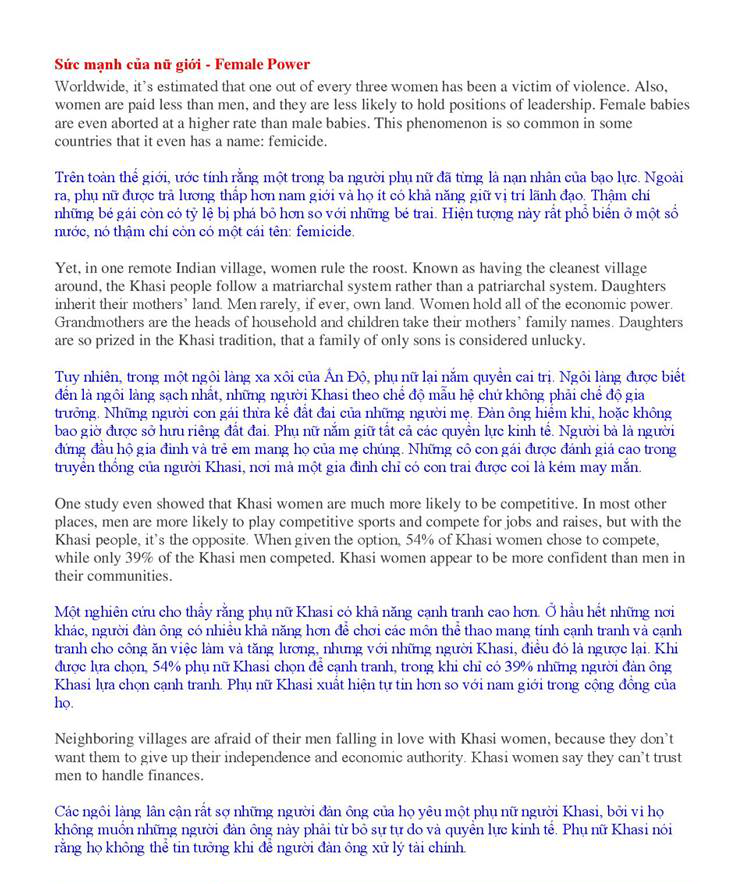 Sức mạnh của nữ giới - Female Power
Worldwide, it’s estimated that one out of every three women has been a victim of violence. Also,
women are paid less than men, and they are less likely to hold positions of leadership. Female babies
are even aborted at a higher rate than male babies. This phenomenon is so common in some
countries that it even has a name: femicide.
Trên toàn thế giới, ước tính rằng một trong ba người phụ nữ đã từng là nạn nhân của bạo lực. Ngoài
ra, phụ nữ được trả lương thấp hơn nam giới và họ ít có khả năng giữ vị trí lãnh đạo. Thậm chí
những bé gái còn có tỷ lệ bị phá bỏ hơn so với những bé trai. Hiện tượng này rất phổ biến ở một số
nước, nó thậm chí còn có một cái tên: femicide.
Yet, in one remote Indian village, women rule the roost. Known as having the cleanest village
around, the Khasi people follow a matriarchal system rather than a patriarchal system. Daughters
inherit their mothers’ land. Men rarely, if ever, own land. Women hold all of the economic power.
Grandmothers are the heads of household and children take their mothers’ family names. Daughters
are so prized in the Khasi tradition, that a family of only sons is considered unlucky.
Tuy nhiên, trong một ngôi làng xa xôi của Ấn Độ, phụ nữ lại nắm quyền cai trị. Ngôi làng được biết
đến là ngôi làng sạch nhất, những người Khasi theo chế độ mẫu hệ chứ không phải chế độ gia
trưởng. Những người con gái thừa kế đất đai của những người mẹ. Đàn ông hiếm khi, hoặc không
bao giờ được sở hưu riêng đất đai. Phụ nữ nắm giữ tất cả các quyền lực kinh tế. Người bà là người
đứng đầu hộ gia đình và trẻ em mang họ của mẹ chúng. Những cô con gái được đánh giá cao trong
truyền thống của người Khasi, nơi mà một gia đình chỉ có con trai được coi là kém may mắn.
One study even showed that Khasi women are much more likely to be competitive. In most other
places, men are more likely to play competitive sports and compete for jobs and raises, but with the
Khasi people, it’s the opposite. When given the option, 54% of Khasi women chose to compete,
while only 39% of the Khasi men competed. Khasi women appear to be more confident than men in
their communities.
Một nghiên cứu cho thấy rằng phụ nữ Khasi có khả năng cạnh tranh cao hơn. Ở hầu hết những nơi
khác, người đàn ông có nhiều khả năng hơn để chơi các môn thể thao mang tính cạnh tranh và cạnh
tranh cho công ăn việc làm và tăng lương, nhưng với những người Khasi, điều đó là ngược lại. Khi
được lựa chọn, 54% phụ nữ Khasi chọn để cạnh tranh, trong khi chỉ có 39% những người đàn ông
Khasi lựa chọn cạnh tranh. Phụ nữ Khasi xuất hiện tự tin hơn so với nam giới trong cộng đồng của
họ.
Neighboring villages are afraid of their men falling in love with Khasi women, because they don’t
want them to give up their independence and economic authority. Khasi women say they can’t trust
men to handle finances.
Các ngôi làng lân cận rất sợ những người đàn ông của họ yêu một phụ nữ người Khasi, bởi vì họ
không muốn những người đàn ông này phải từ bỏ sự tự do và quyền lực kinh tế. Phụ nữ Khasi nói
rằng họ không thể tin tưởng khi để người đàn ông xử lý tài chính.